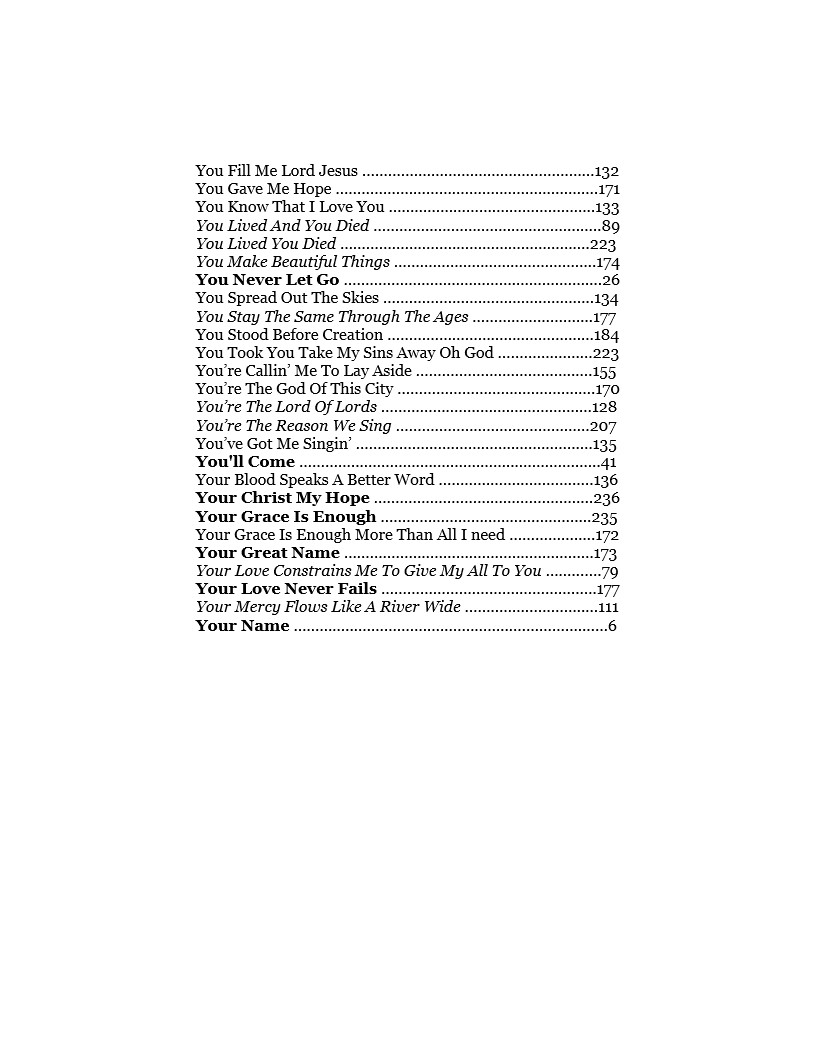 You Fill Me Lord Jesus ......................................................132
You Gave Me Hope .............................................................171
You Know That I Love You ................................................133
You Lived And You Died .....................................................89
You Lived You Died ..........................................................223
You Make Beautiful Things ...............................................174
You Never Let Go ............................................................26
You Spread Out The Skies .................................................134
You Stay The Same Through The Ages ............................177
You Stood Before Creation ................................................184
You Took You Take My Sins Away Oh God ......................223
You’re Callin’ Me To Lay Aside .........................................155
You’re The God Of This City ..............................................170
You’re The Lord Of Lords .................................................128
You’re The Reason We Sing .............................................207
You’ve Got Me Singin’ .......................................................135
You'll Come ......................................................................41
Your Blood Speaks A Better Word ....................................136
Your Christ My Hope ...................................................236
Your Grace Is Enough .................................................235
Your Grace Is Enough More Than All I need ....................172
Your Great Name ..........................................................173
Your Love Constrains Me To Give My All To You .............79
Your Love Never Fails ..................................................177
Your Mercy Flows Like A River Wide ...............................111
Your Name .........................................................................6